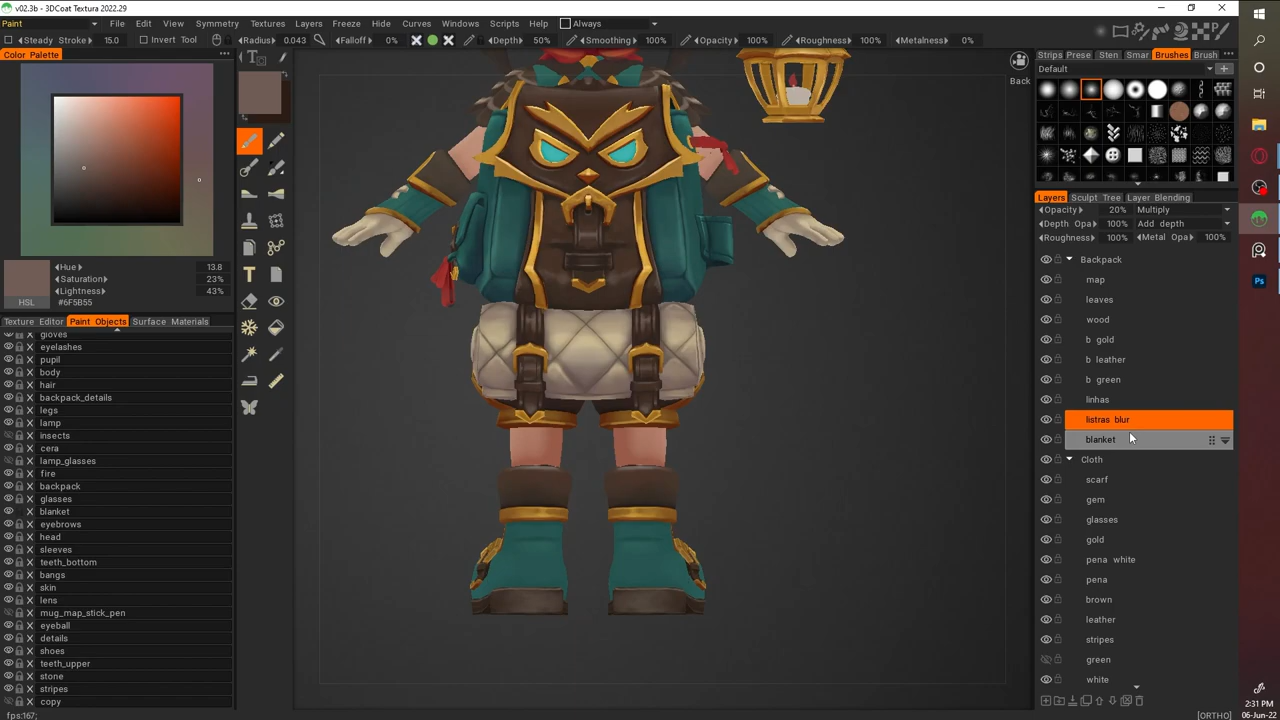 v02.3b - 3DCoat Textura 2022.29
Paint File Edit View Symmetry Textures Layers Freeze Hide Curves Windows Scripts Help Always
Steady Stroke 15.0 Invert Tool Radius 0.043 Falloff 0% Depth 50% Smoothing 100% Opacity 100% Roughness 100% Metalness 0%
Color Palette
Hue 13.8
Saturation 23%
Lightness 43%
HSL #6F5B55
Texture Editor Paint Objects Surface Materials
gloves
eyelashes
pupil
body
hair
backpack_details
legs
lamp
insects
cera
lamp_glasses
fire
backpack
glasses
blanket
eyebrows
head
sleeves
teeth_bottom
bangs
skin
lens
mug_map_stick_pen
eyeball
details
shoes
teeth_upper
stone
stripes
copy
fps:167;
Back
Strips Prese Sten Smar Brushes Brush
Default
Layers Sculpt Tree Layer Blending
Opacity 20% Multiply
Depth Opa 100% Add depth
Roughness 100% Metal Opa 100%
Backpack
map
leaves
wood
b gold
b leather
b green
linhas
listras blur
blanket
Cloth
scarf
gem
glasses
gold
pena white
pena
brown
leather
stripes
green
white
[ORTHO]
2:31 PM
06-Jun-22
Ps